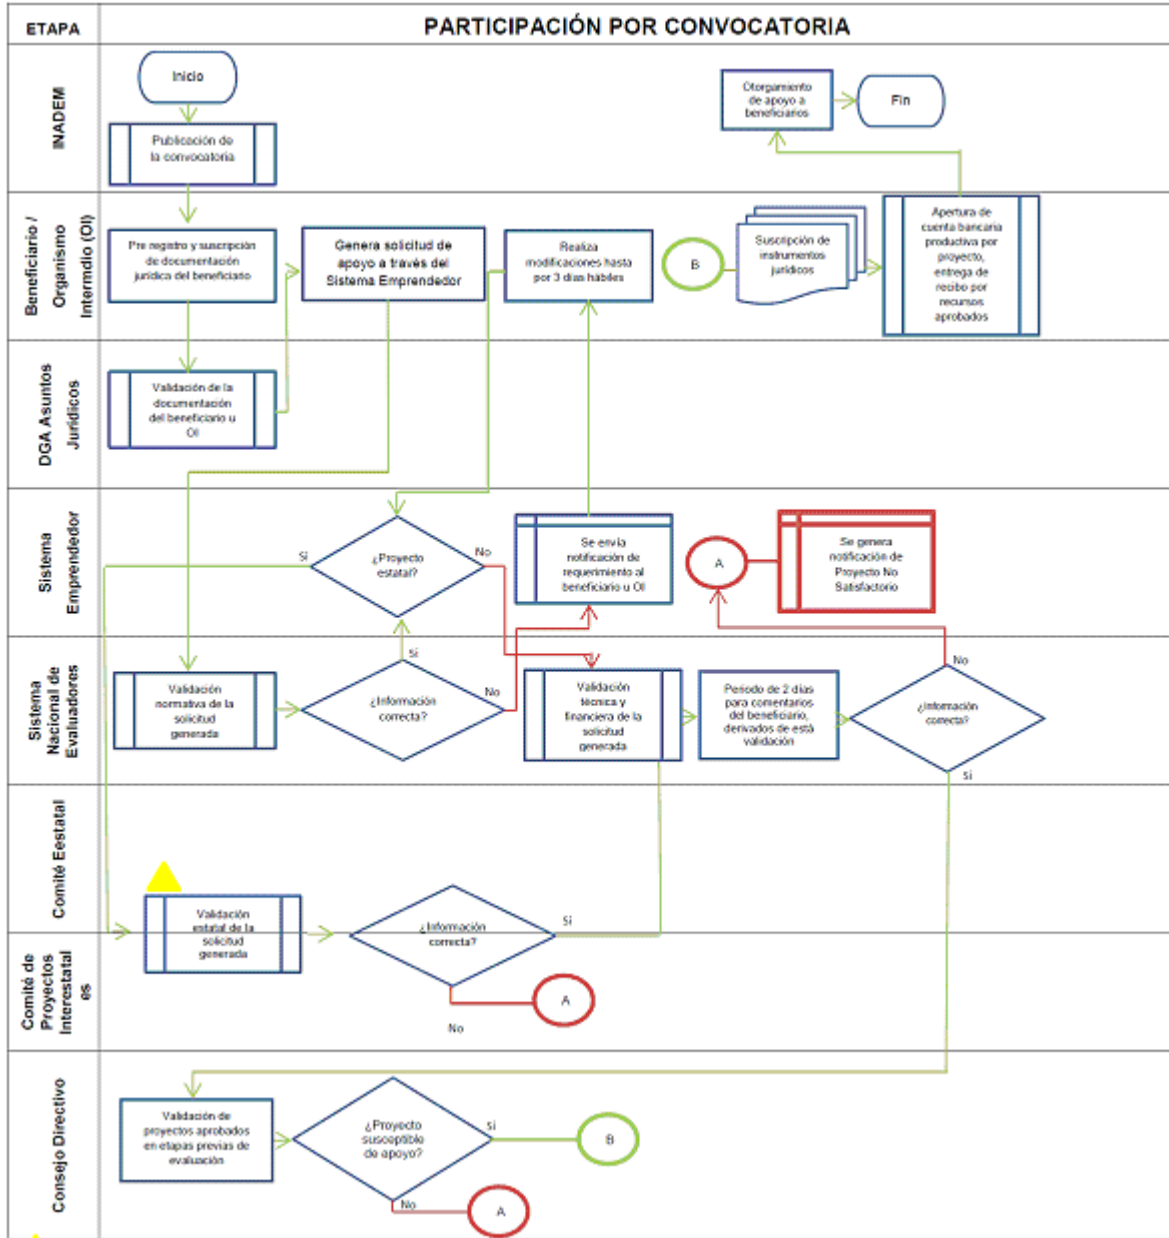 ETAPA
PARTICIPACIÓN POR CONVOCATORIA
INADEM
Inicio
Publicación de
la convocatoria
Otorgamiento
de apoyo a
beneficiarios
Fin
Beneficiario /
Organismo
Intermdio (OI)
Pre registro y suscripción
de documentación
jurídica del beneficiario
Genera solicitud de
apoyo a través del
Sistema Emprendedor
Realiza
modificaciones hasta
por 3 días hábiles
B
Suscripción de
instrumentos
jurídicos
Apertura de
cuenta bancaria
productiva por
proyecto,
entrega de
recibo por
recursos
aprobados
DGA Asuntos
Jurídicos
Validación de la
documentación
del beneficiario u
OI
Sistema
Emprendedor
Si
¿Proyecto
estatal?
No
Se envía
notificación de
requerimiento al
beneficiario u OI
A
Se genera
notificación de
Proyecto No
Satisfactorio
Sistema
Nacional de
Evaluadores
Validación
normativa de la
solicitud
generada
Si
¿Información
correcta?
No
Validación
técnica y
financiera de la
solicitud
generada
Periodo de 2 días
para comentarios
del beneficiario,
derivados de está
validación
No
¿Información
correcta?
Si
Comité Eestatal
Validación
estatal de la
solicitud
generada
¿Información
correcta?
Si
Comité de
Proyectos
Interestatal
es
A
No
Consejo Directivo
Validación de
proyectos aprobados
en etapas previas de
evaluación
¿Proyecto
susceptible
de apoyo?
si
B
No
A